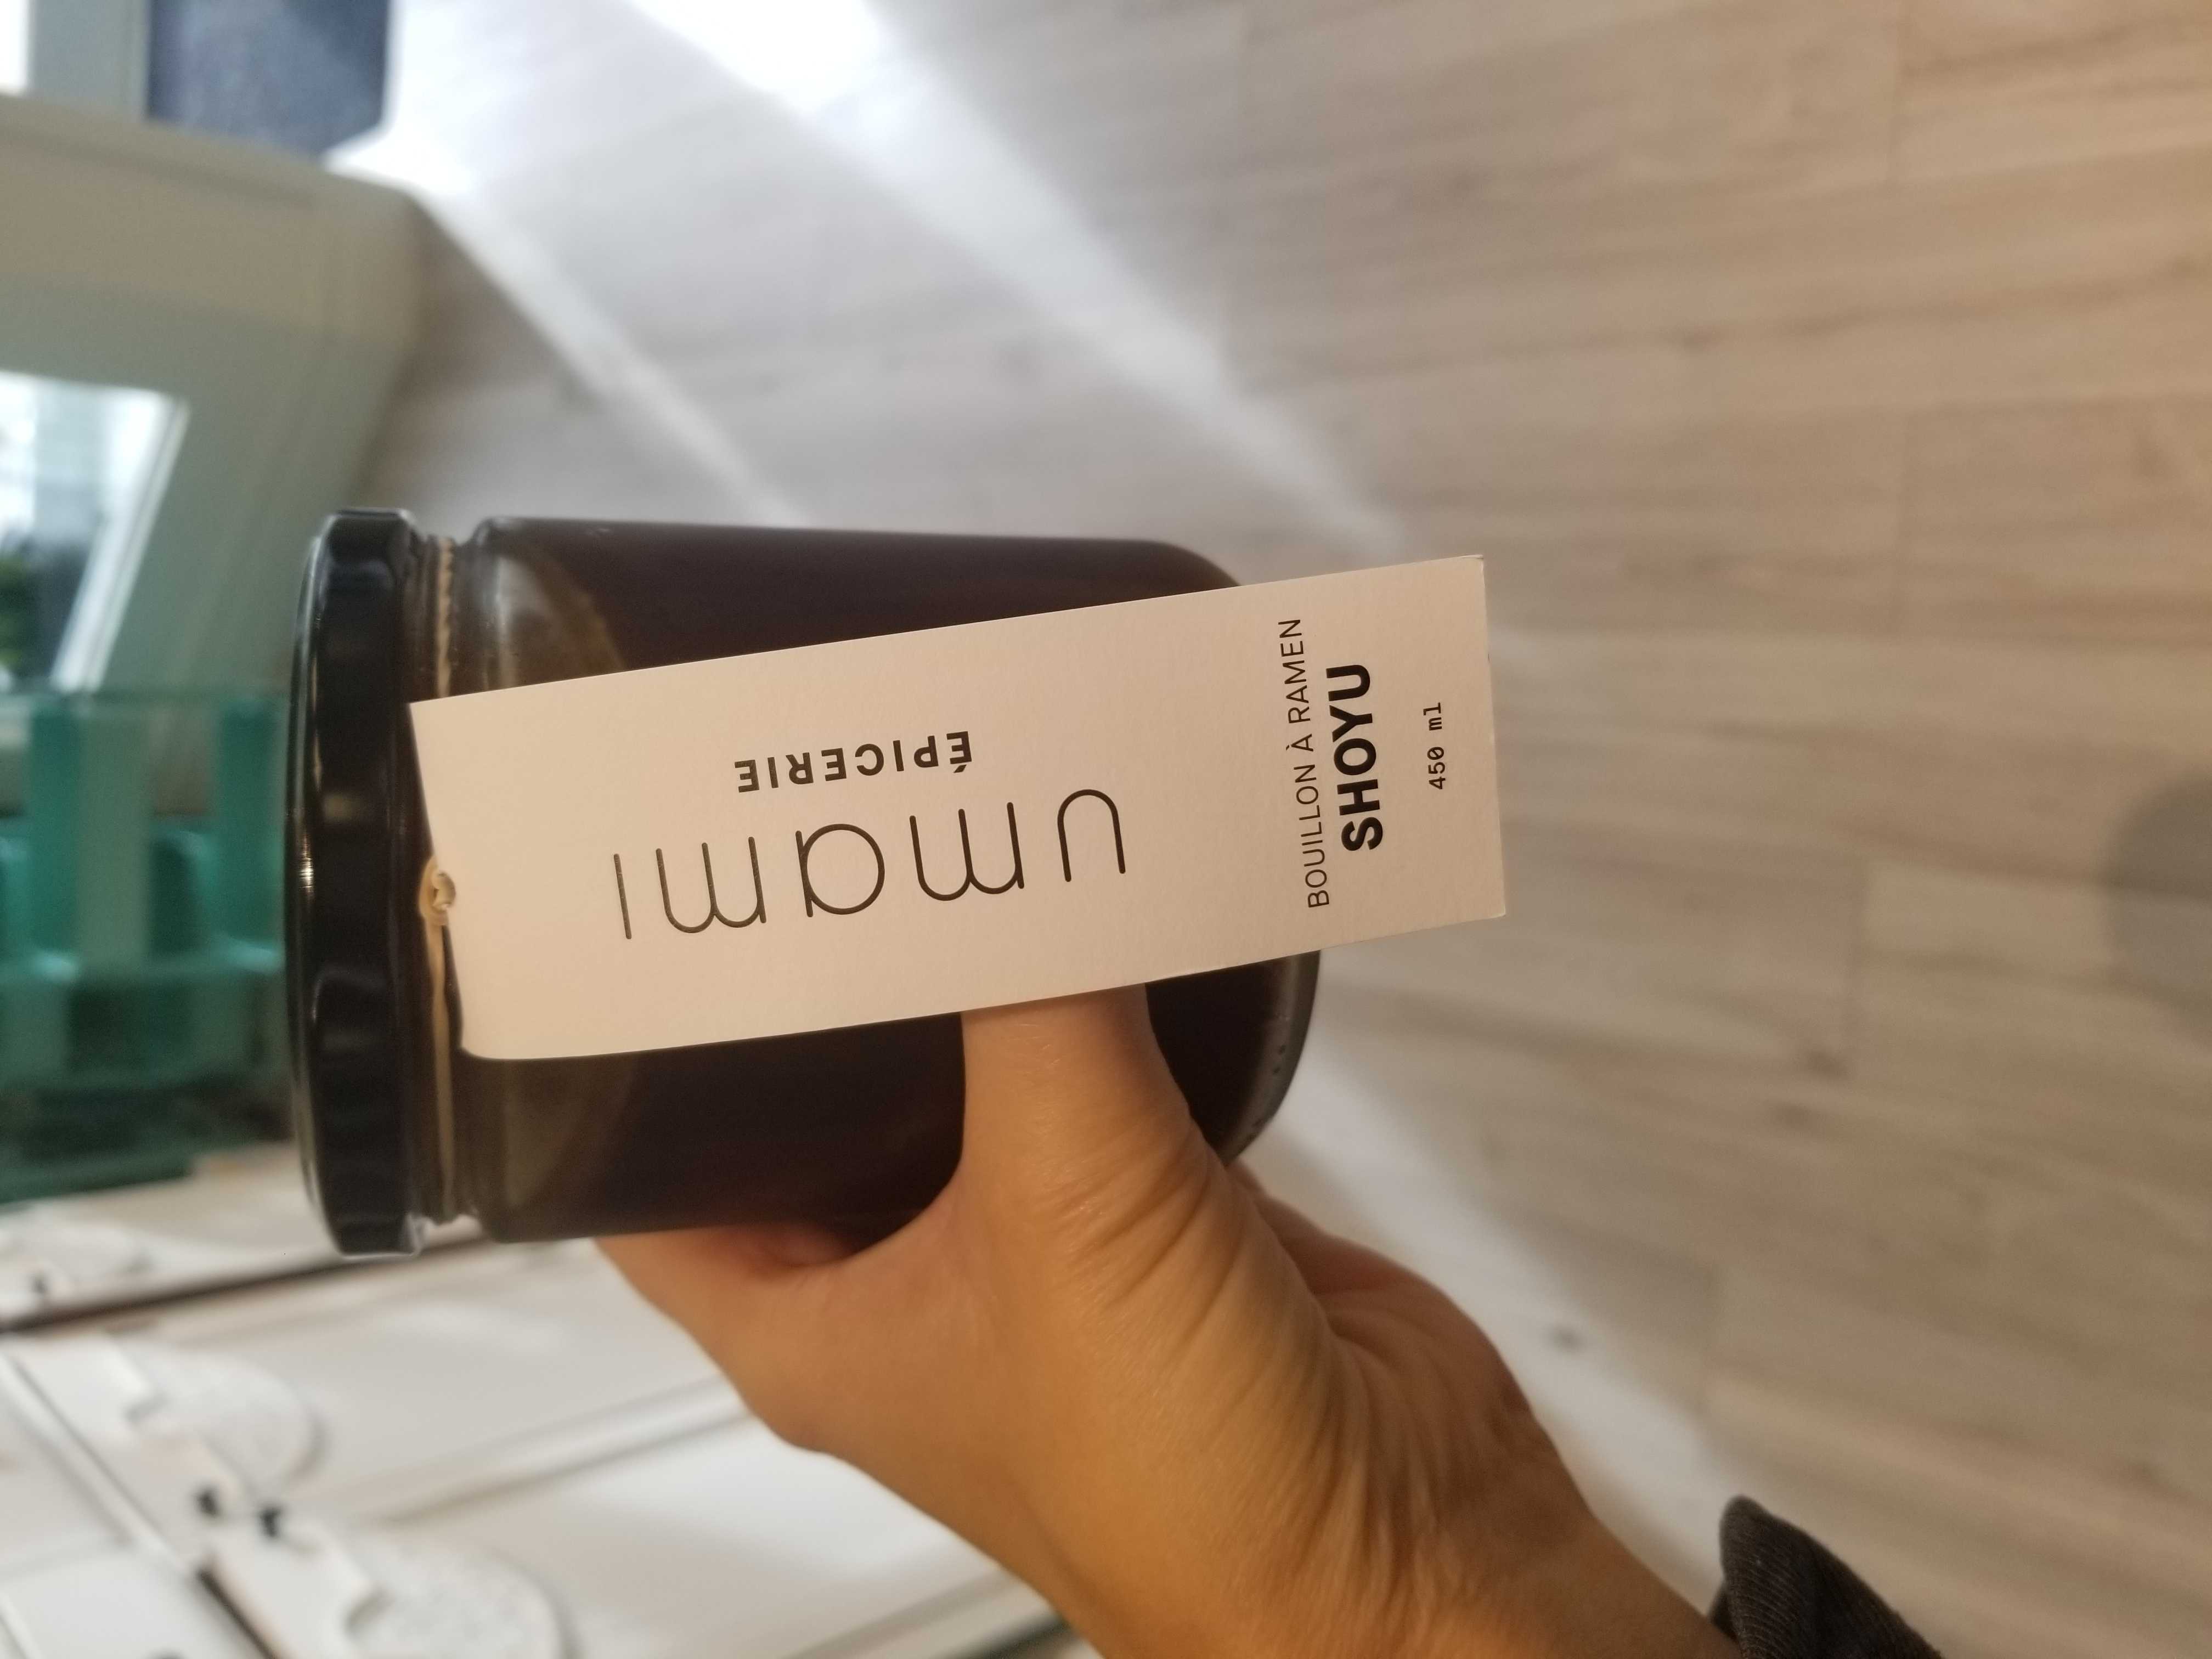 umami
ÉPICERIE
BOUILLON À RAMEN
SHOYU
450 ml